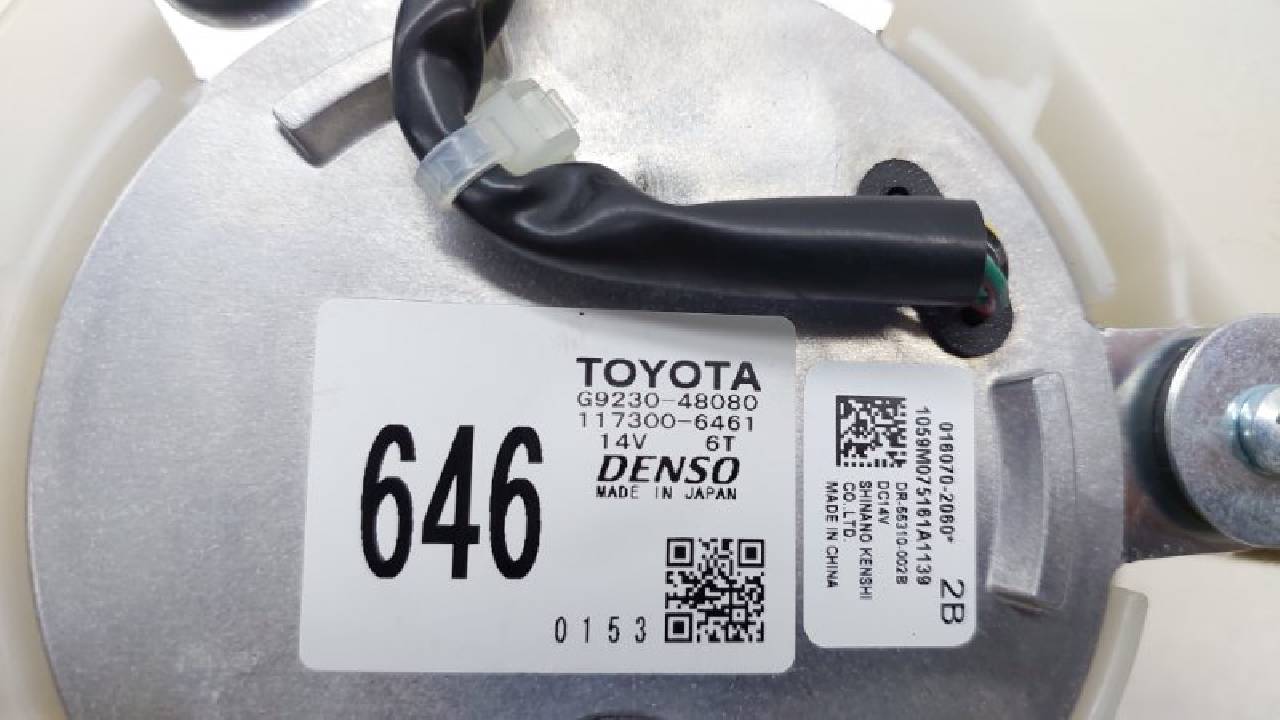 646
TOYOTA
G9230-48080
117300-6461
14V 6T
DENSO
MADE IN JAPAN
0153
016070-2060*
1059M075161A1139
2B
DR-55310-002B
DC14V
SHINANO KENSHI
CO.,LTD.
MADE IN CHINA